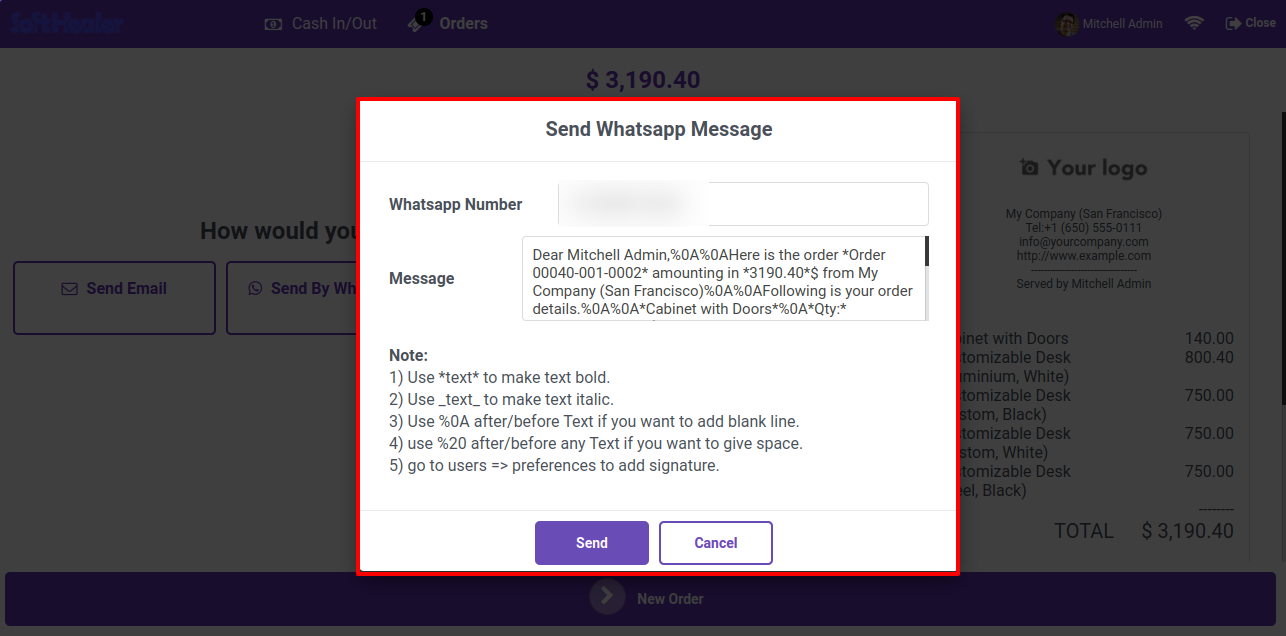 SoftHealer
Cash In/Out
1
Orders
Mitchell Admin
Close
$ 3,190.40
Send Whatsapp Message
Whatsapp Number
Message
Dear Mitchell Admin,%0A%0AHere is the order *Order
00040-001-0002* amounting in *3190.40*$ from My
Company (San Francisco)%0A%0AFollowing is your order
details.%0A%0A*Cabinet with Doors*%0A*Qty:*
Note:
1) Use *text* to make text bold.
2) Use _text_ to make text italic.
3) Use %0A after/before Text if you want to add blank line.
4) use %20 after/before any Text if you want to give space.
5) go to users => preferences to add signature.
Send
Cancel
How would you
Send Email
Send By Wh
Your logo
My Company (San Francisco)
Tel:+1 (650) 555-0111
info@yourcompany.com
http://www.example.com
--------------------------------
Served by Mitchell Admin
inet with Doors 140.00
tomizable Desk 800.40
minium, White)
tomizable Desk 750.00
stom, Black)
tomizable Desk 750.00
stom, White)
tomizable Desk 750.00
eel, Black)
--------
TOTAL $ 3,190.40
New Order